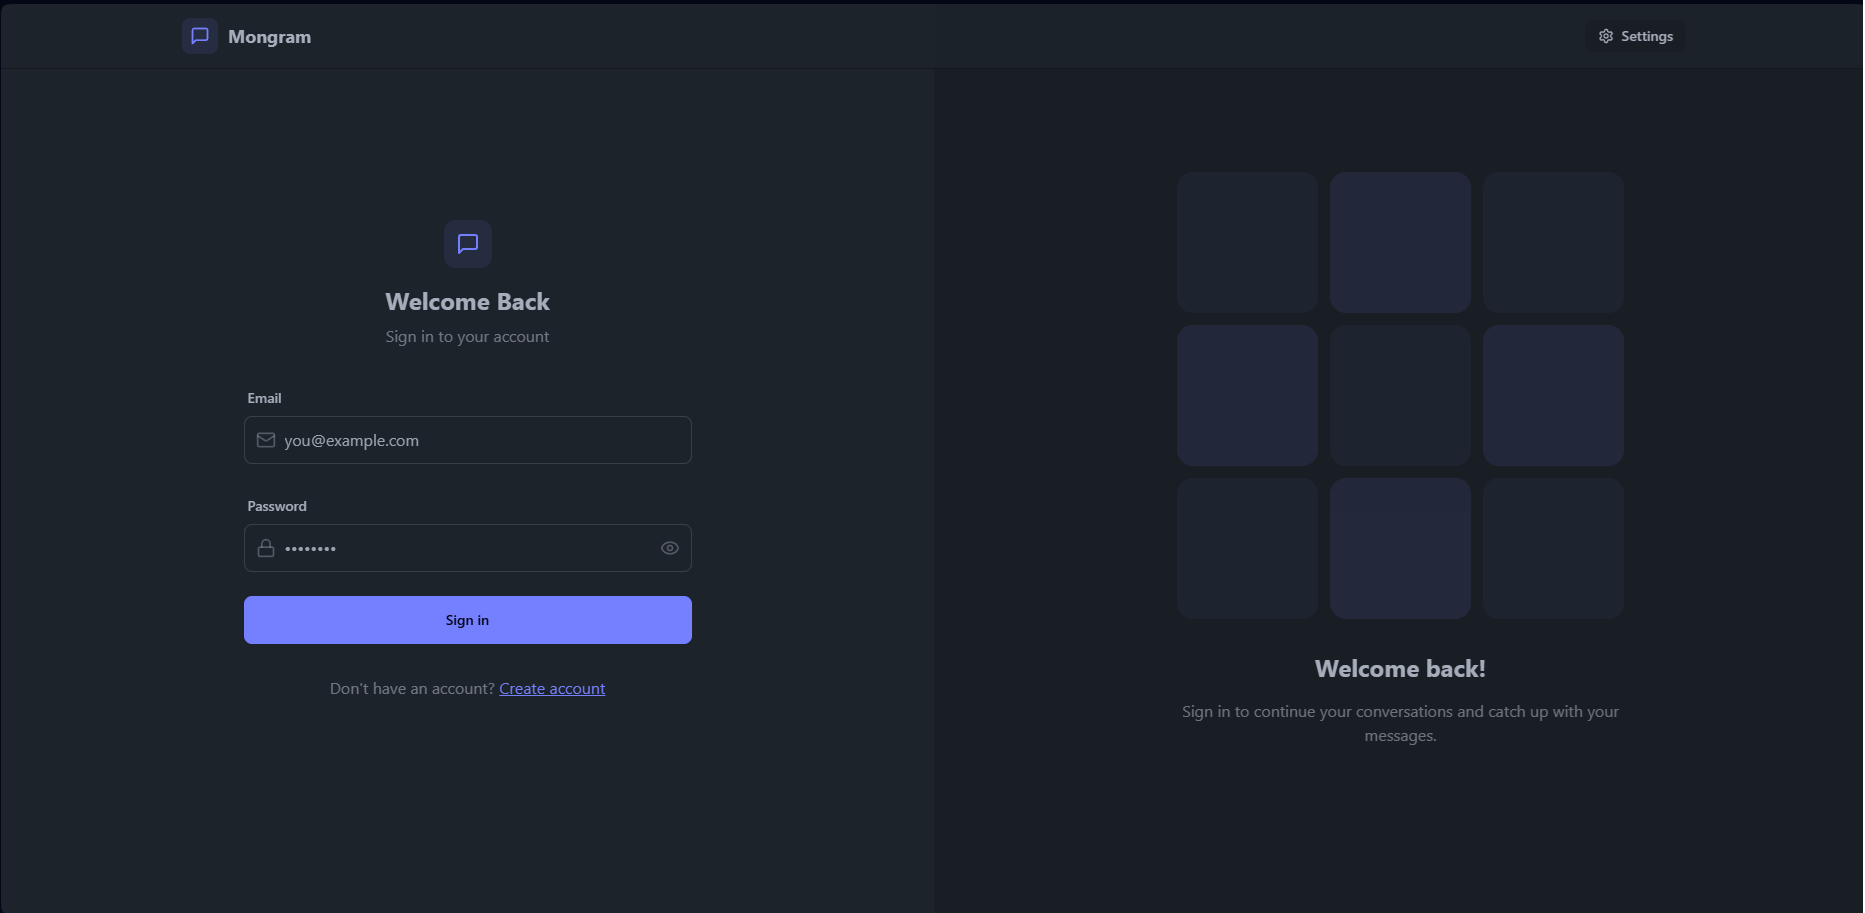 Mongram
Settings
Welcome Back
Sign in to your account
Email
you@example.com
Password
••••••••
Sign in
Don't have an account? Create account
Welcome back!
Sign in to continue your conversations and catch up with your
messages.